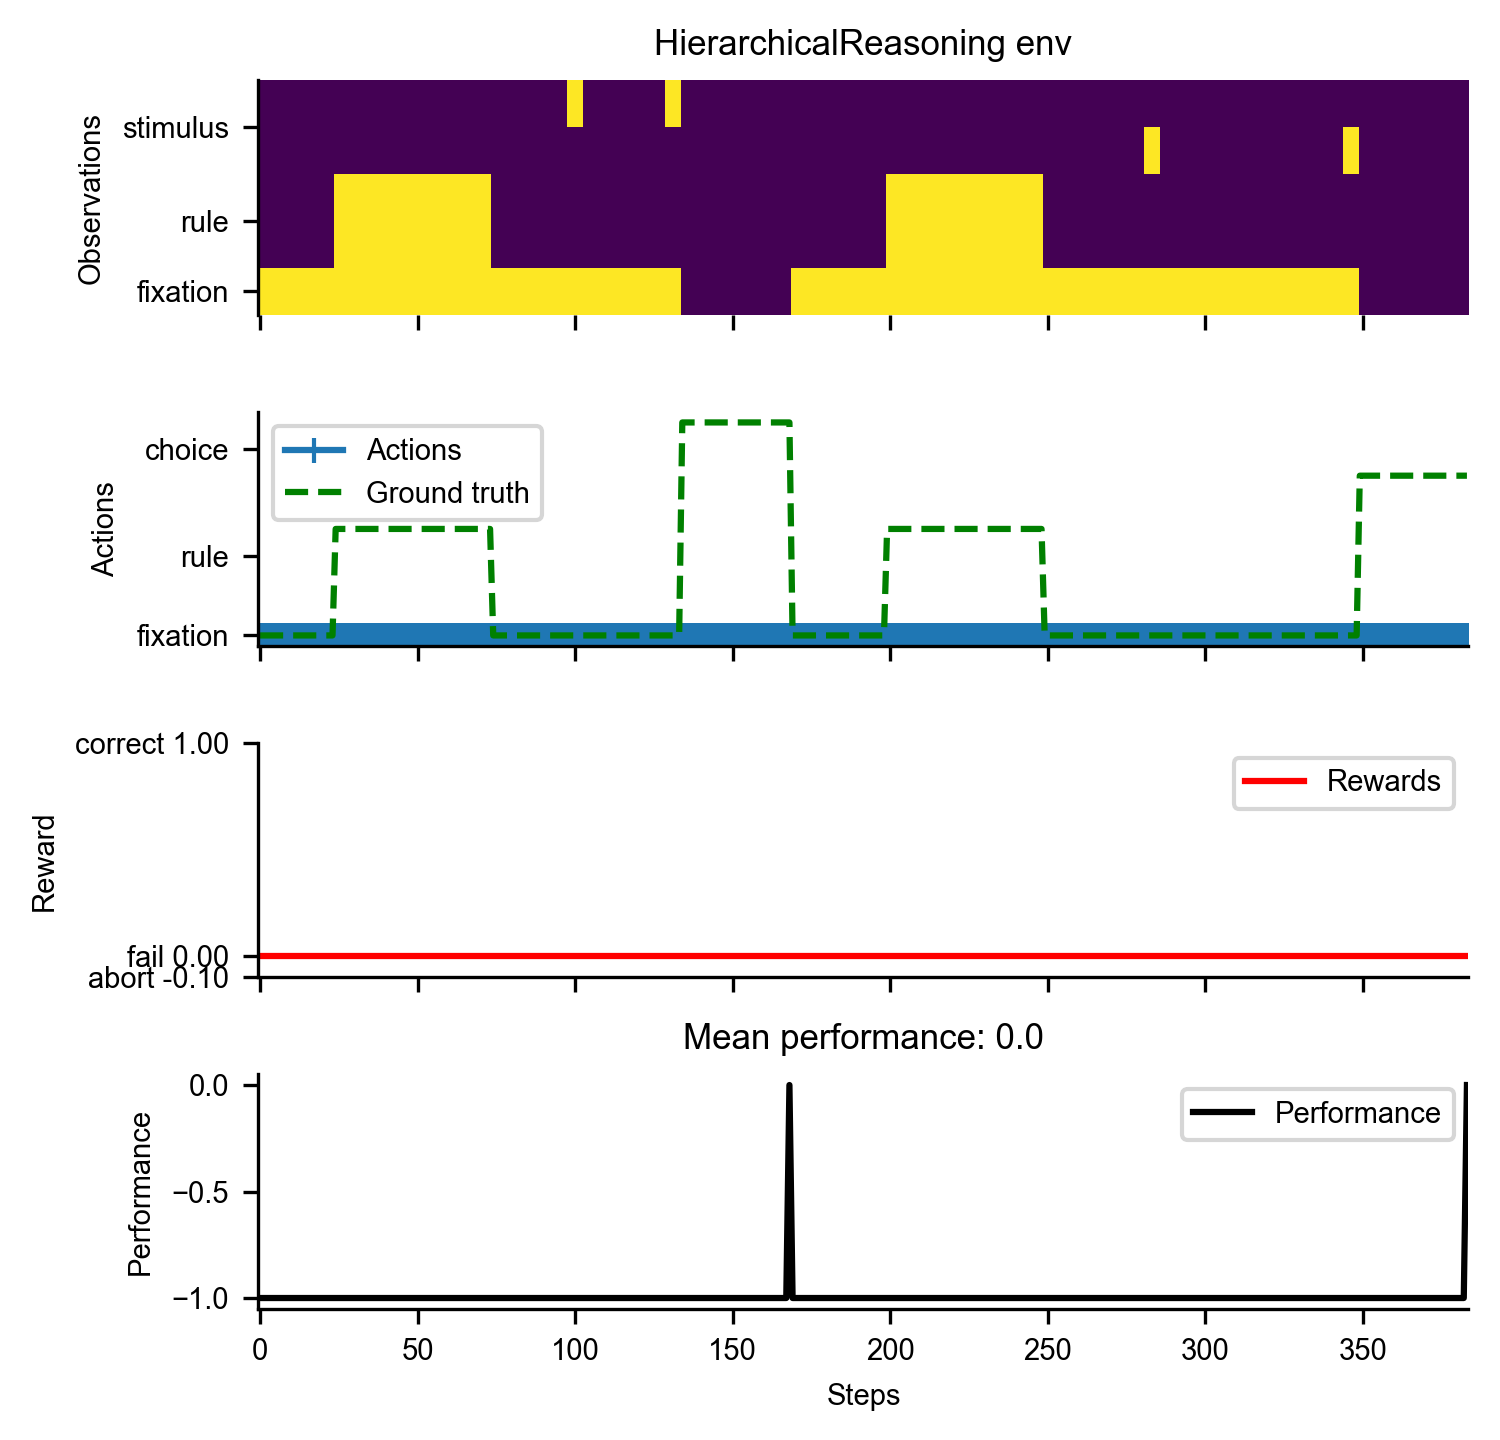 HierarchicalReasoning env
Observations
stimulus
rule
fixation
Actions
choice
rule
fixation
Actions
Ground truth
Reward
correct 1.00
fail 0.00
abort -0.10
Rewards
Mean performance: 0.0
Performance
0.0
−0.5
−1.0
Performance
0 50 100 150 200 250 300 350
Steps